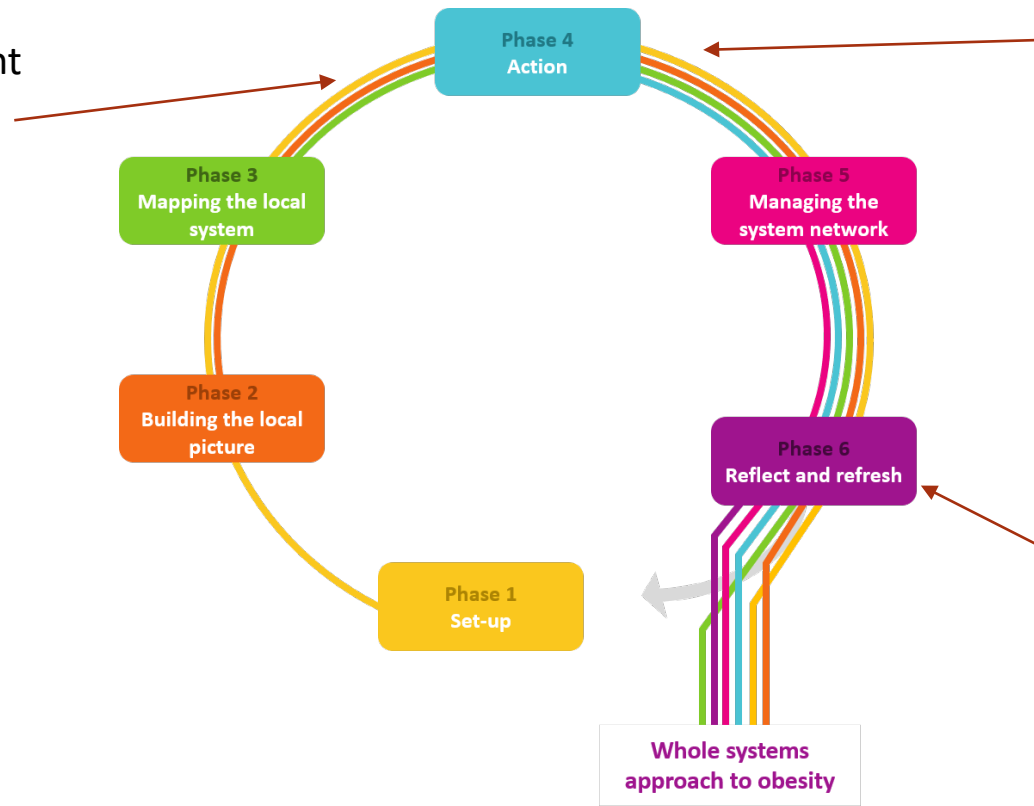 nt
Phase 4
Action
Phase 3
Mapping the local
system
Phase 5
Managing the
system network
Phase 2
Building the local
picture
Phase 6
Reflect and refresh
Phase 1
Set-up
Whole systems
approach to obesity